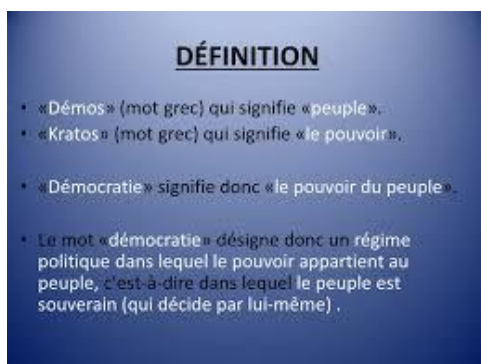 DÉFINITION
• «Démos» (mot grec) qui signifie «peuple».
• «Kratos» (mot grec) qui signifie «le pouvoir».
• «Démocratie» signifie donc «le pouvoir du peuple».
• Le mot «démocratie» désigne donc un régime
politique dans lequel le pouvoir appartient au
peuple, c'est-à-dire dans lequel le peuple est
souverain (qui décide par lui-même) .